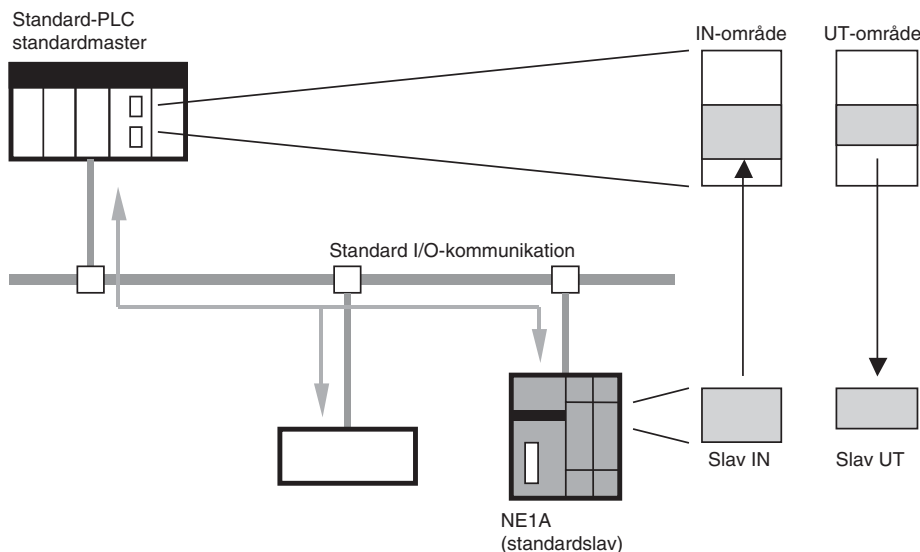 Standard-PLC
standardmaster
IN-område
UT-område
Standard I/O-kommunikation
Slav IN
Slav UT
NE1A
(standardslav)